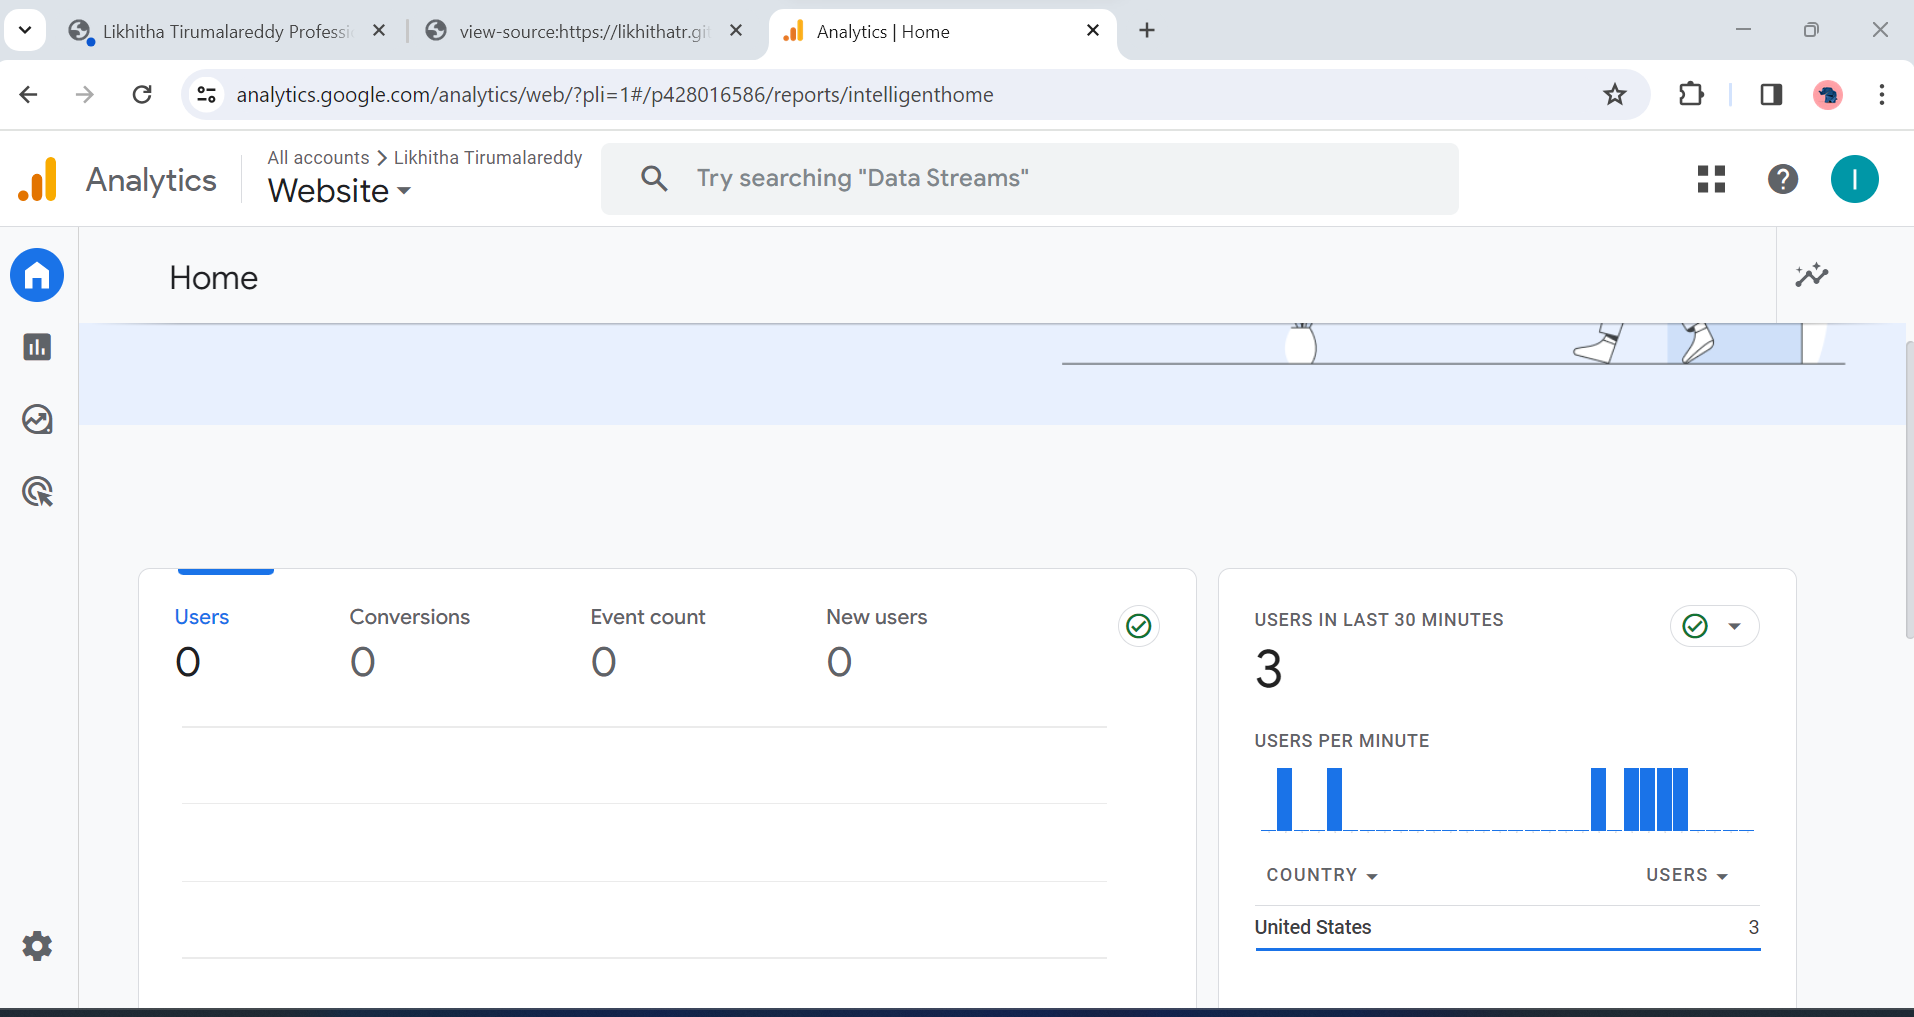 Likhitha Tirumalareddy Professi
view-source:https://likhithatr.git
Analytics | Home
analytics.google.com/analytics/web/?pli=1#/p428016586/reports/intelligenthome
Analytics
All accounts > Likhitha Tirumalareddy
Website
Try searching "Data Streams"
I
Home
Users Conversions Event count New users
0 0 0 0
USERS IN LAST 30 MINUTES
3
USERS PER MINUTE
COUNTRY USERS
United States 3